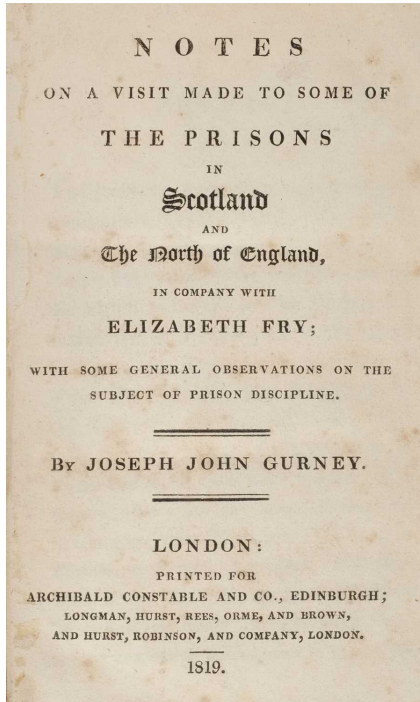 NOTES
ON A VISIT MADE TO SOME OF
THE PRISONS
IN
Scotland
AND
The North of England,
IN COMPANY WITH
ELIZABETH FRY;
WITH SOME GENERAL OBSERVATIONS ON THE
SUBJECT OF PRISON DISCIPLINE.
By JOSEPH JOHN GURNEY.
LONDON:
PRINTED FOR
ARCHIBALD CONSTABLE AND CO., EDINBURGH;
LONGMAN, HURST, REES, ORME, AND BROWN,
AND HURST, ROBINSON, AND COMPANY, LONDON.
1819.